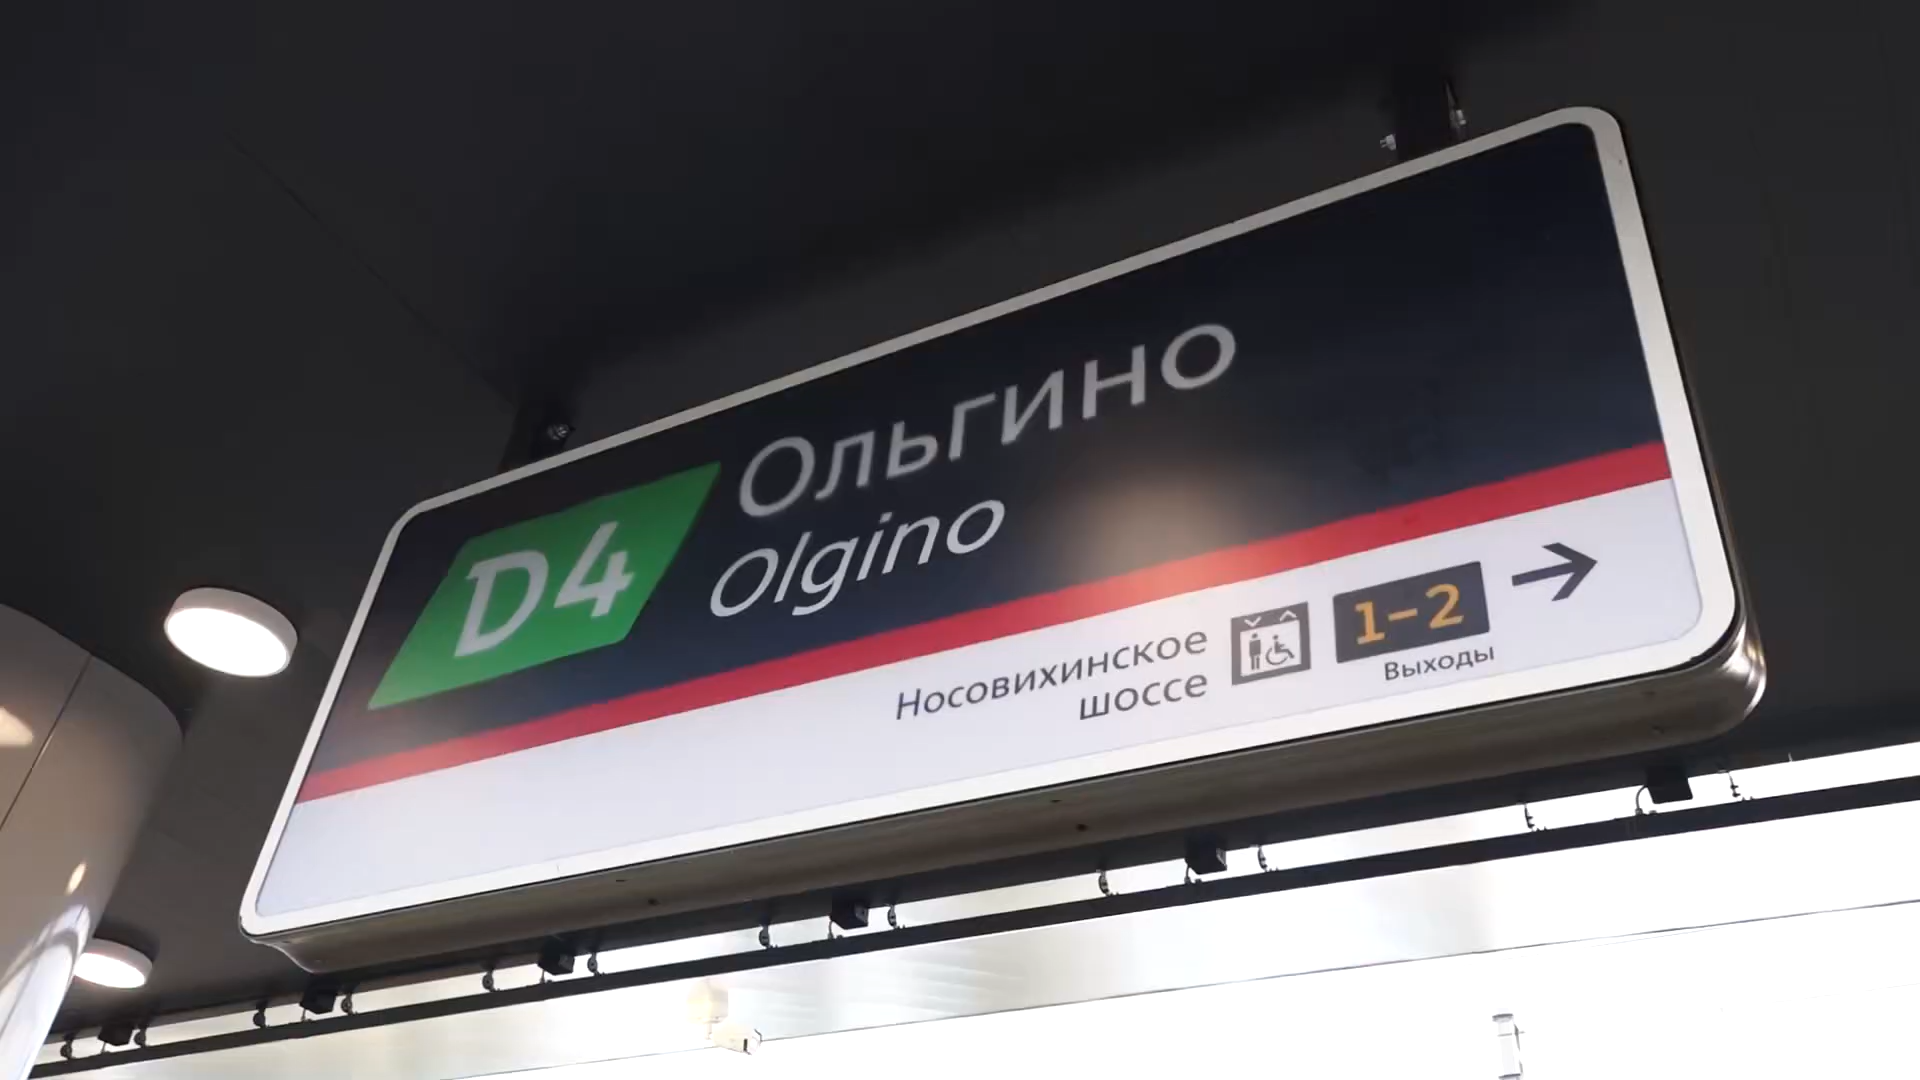 D4 Ольгино
Olgino
Носовихинское
шоссе
1-2
Выходы